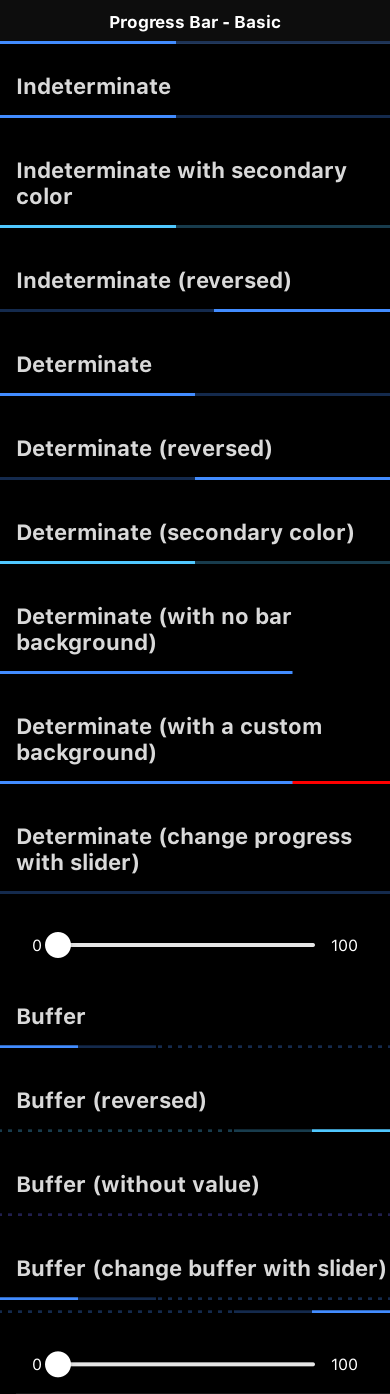 Progress Bar - Basic
Indeterminate
Indeterminate with secondary
color
Indeterminate (reversed)
Determinate
Determinate (reversed)
Determinate (secondary color)
Determinate (with no bar
background)
Determinate (with a custom
background)
Determinate (change progress
with slider)
0 100
Buffer
Buffer (reversed)
Buffer (without value)
Buffer (change buffer with slider)
0 100